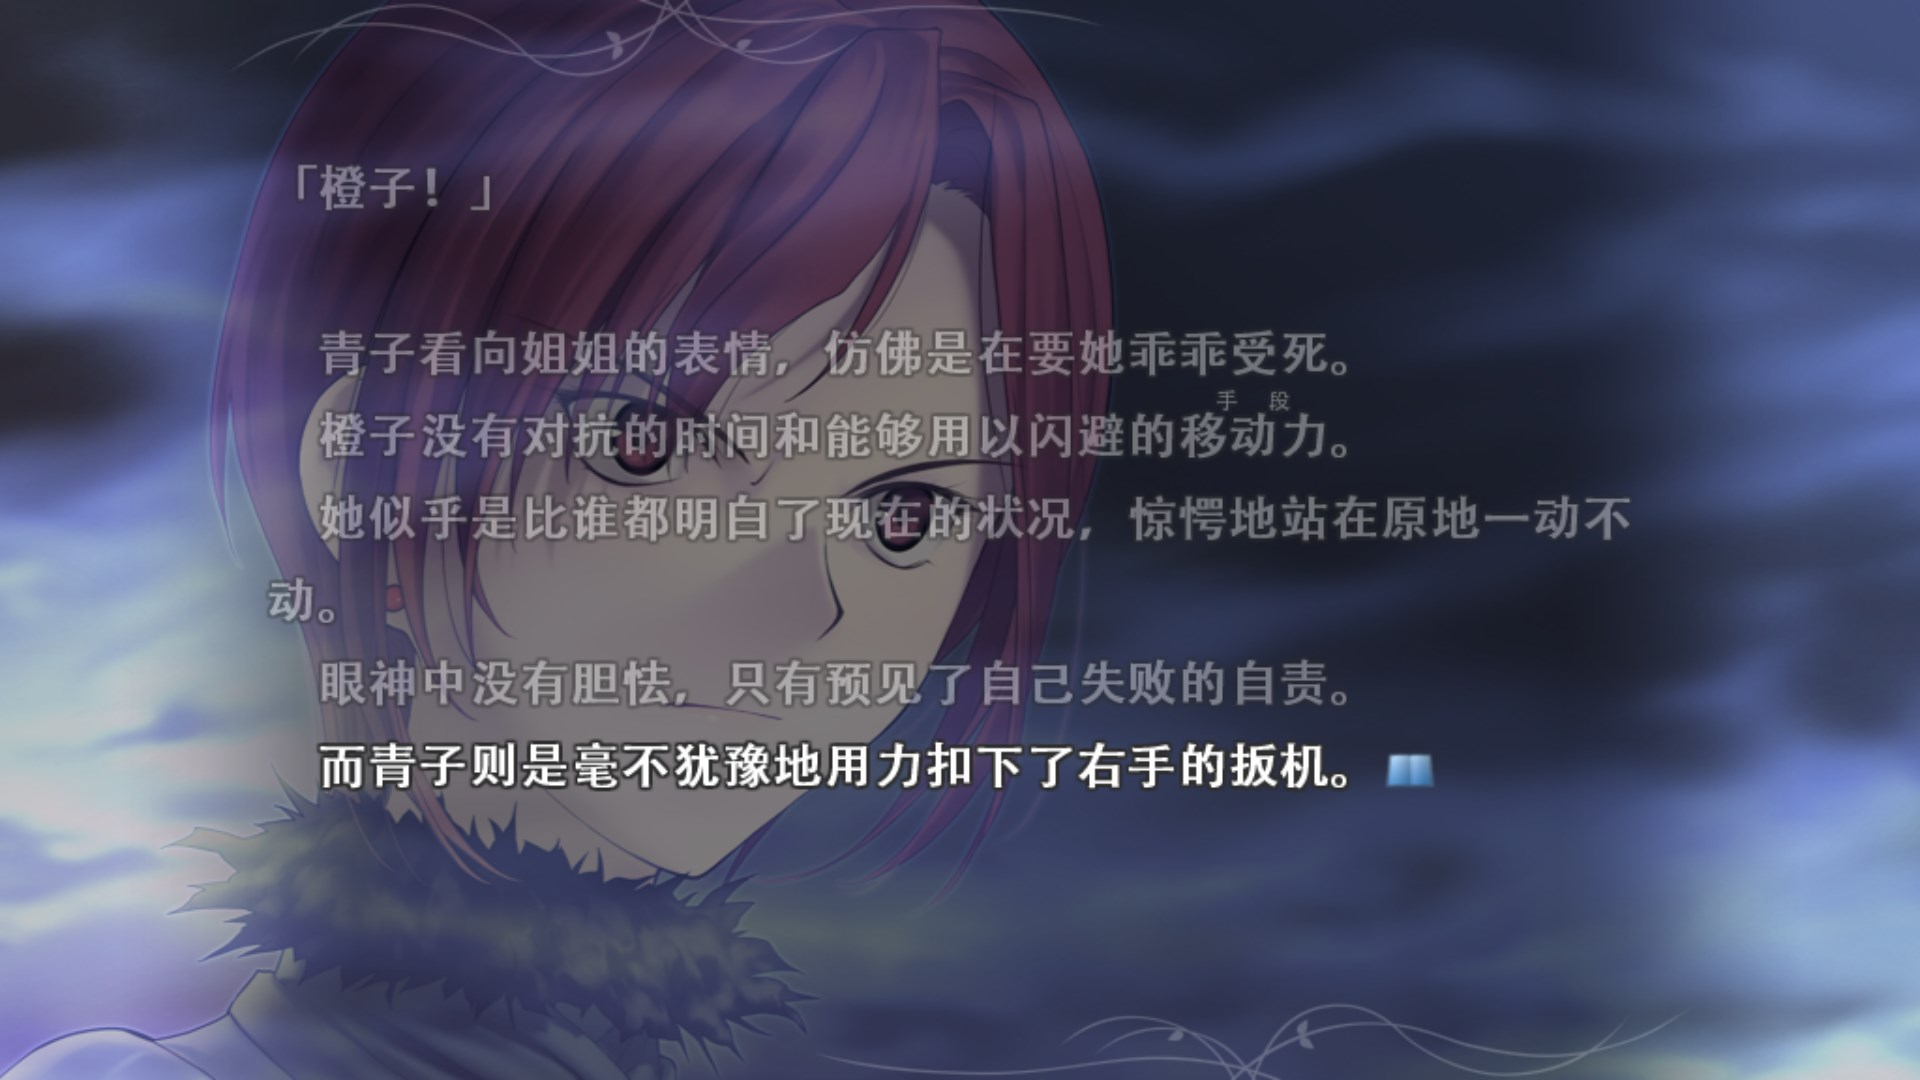 「橙子！」
青子看向姐姐的表情，仿佛是在要她乖乖受死。
手段
橙子没有对抗的时间和能够用以闪避的移动力。
她似乎是比谁都明白了现在的状况，惊愕地站在原地一动不
动。
眼神中没有胆怯，只有预见了自己失败的自责。
而青子则是毫不犹豫地用力扣下了右手的扳机。